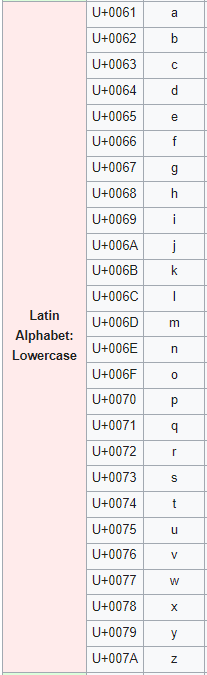 Latin
Alphabet:
Lowercase
U+0061 a
U+0062 b
U+0063 c
U+0064 d
U+0065 e
U+0066 f
U+0067 g
U+0068 h
U+0069 i
U+006A j
U+006B k
U+006C l
U+006D m
U+006E n
U+006F o
U+0070 p
U+0071 q
U+0072 r
U+0073 s
U+0074 t
U+0075 u
U+0076 v
U+0077 w
U+0078 x
U+0079 y
U+007A z